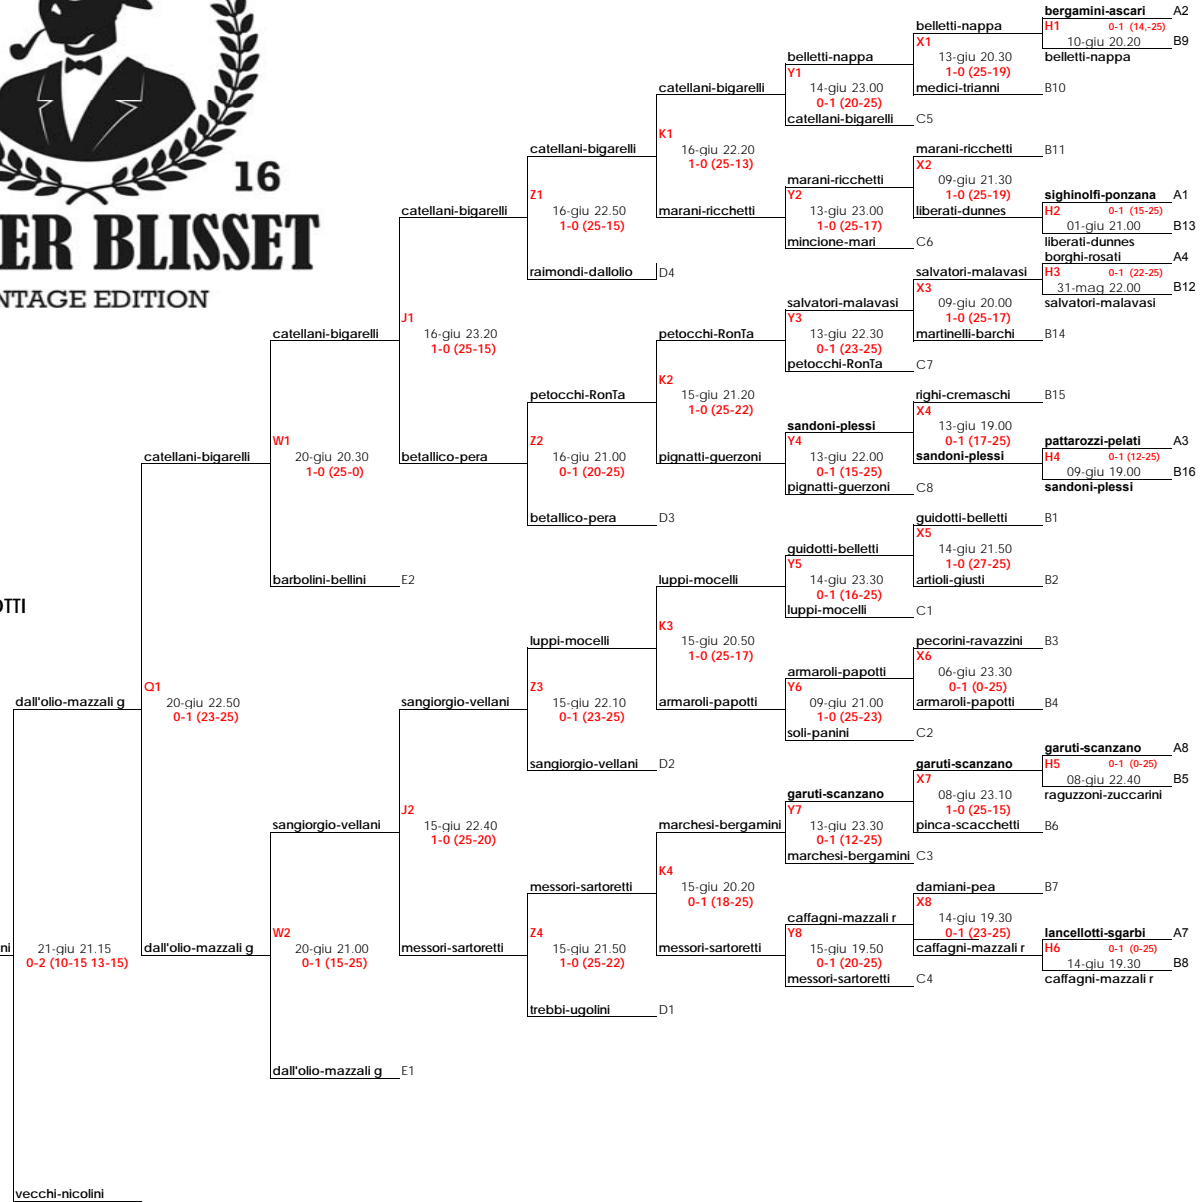 16
ER BLISSET
NTAGE EDITION
OTTI
bergamini-ascari A2
H1 0-1 (14,-25)
10-giu 20.20 B9
belletti-nappa
belletti-nappa
X1
13-giu 20.30
1-0 (25-19)
medici-trianni B10
belletti-nappa
Y1
14-giu 23.00
0-1 (20-25)
catellani-bigarelli C5
catellani-bigarelli
K1
16-giu 22.20
1-0 (25-13)
marani-ricchetti
marani-ricchetti B11
X2
09-giu 21.30
1-0 (25-19)
liberati-dunnes
sighinolfi-ponzana A1
H2 0-1 (15-25)
01-giu 21.00 B13
liberati-dunnes
marani-ricchetti
Y2
13-giu 23.00
1-0 (25-17)
mincione-mari C6
catellani-bigarelli
Z1
16-giu 22.50
1-0 (25-15)
raimondi-dallolio D4
borghi-rosati A4
H3 0-1 (22-25)
31-mag 22.00 B12
salvatori-malavasi
salvatori-malavasi
X3
09-giu 20.00
1-0 (25-17)
martinelli-barchi B14
salvatori-malavasi
Y3
13-giu 22.30
0-1 (23-25)
petocchi-RonTa C7
petocchi-RonTa
K2
15-giu 21.20
1-0 (25-22)
pignatti-guerzoni
righi-cremaschi B15
X4
13-giu 19.00
0-1 (17-25)
sandoni-plessi
pattarozzi-pelati A3
H4 0-1 (12-25)
09-giu 19.00 B16
sandoni-plessi
sandoni-plessi
Y4
13-giu 22.00
0-1 (15-25)
pignatti-guerzoni C8
petocchi-RonTa
Z2
16-giu 21.00
0-1 (20-25)
betallico-pera D3
catellani-bigarelli
J1
16-giu 23.20
1-0 (25-15)
betallico-pera
catellani-bigarelli
W1
20-giu 20.30
1-0 (25-0)
barbolini-bellini E2
guidotti-belletti B1
X5
14-giu 21.50
1-0 (27-25)
artioli-giusti B2
guidotti-belletti
Y5
14-giu 23.30
0-1 (16-25)
luppi-mocelli C1
luppi-mocelli
K3
15-giu 20.50
1-0 (25-17)
armaroli-papotti
pecorini-ravazzini B3
X6
06-giu 23.30
0-1 (0-25)
armaroli-papotti B4
armaroli-papotti
Y6
09-giu 21.00
1-0 (25-23)
soli-panini C2
luppi-mocelli
Z3
15-giu 22.10
0-1 (23-25)
sangiorgio-vellani D2
garuti-scanzano A8
H5 0-1 (0-25)
08-giu 22.40 B5
raguzzoni-zuccarini
garuti-scanzano
X7
08-giu 23.10
1-0 (25-15)
pinca-scacchetti B6
garuti-scanzano
Y7
13-giu 23.30
0-1 (12-25)
marchesi-bergamini C3
marchesi-bergamini
K4
15-giu 20.20
0-1 (18-25)
messori-sartoretti
damiani-pea B7
X8
14-giu 19.30
0-1 (23-25)
caffagni-mazzali r
lancellotti-sgarbi A7
H6 0-1 (0-25)
14-giu 19.30 B8
caffagni-mazzali r
caffagni-mazzali r
Y8
15-giu 19.50
0-1 (20-25)
messori-sartoretti C4
messori-sartoretti
Z4
15-giu 21.50
1-0 (25-22)
trebbi-ugolini D1
sangiorgio-vellani
J2
15-giu 22.40
1-0 (25-20)
messori-sartoretti
sangiorgio-vellani
W2
20-giu 21.00
0-1 (15-25)
dall'olio-mazzali g E1
catellani-bigarelli
Q1
20-giu 22.50
0-1 (23-25)
dall'olio-mazzali g
dall'olio-mazzali g
ni
21-giu 21.15
0-2 (10-15 13-15)
vecchi-nicolini